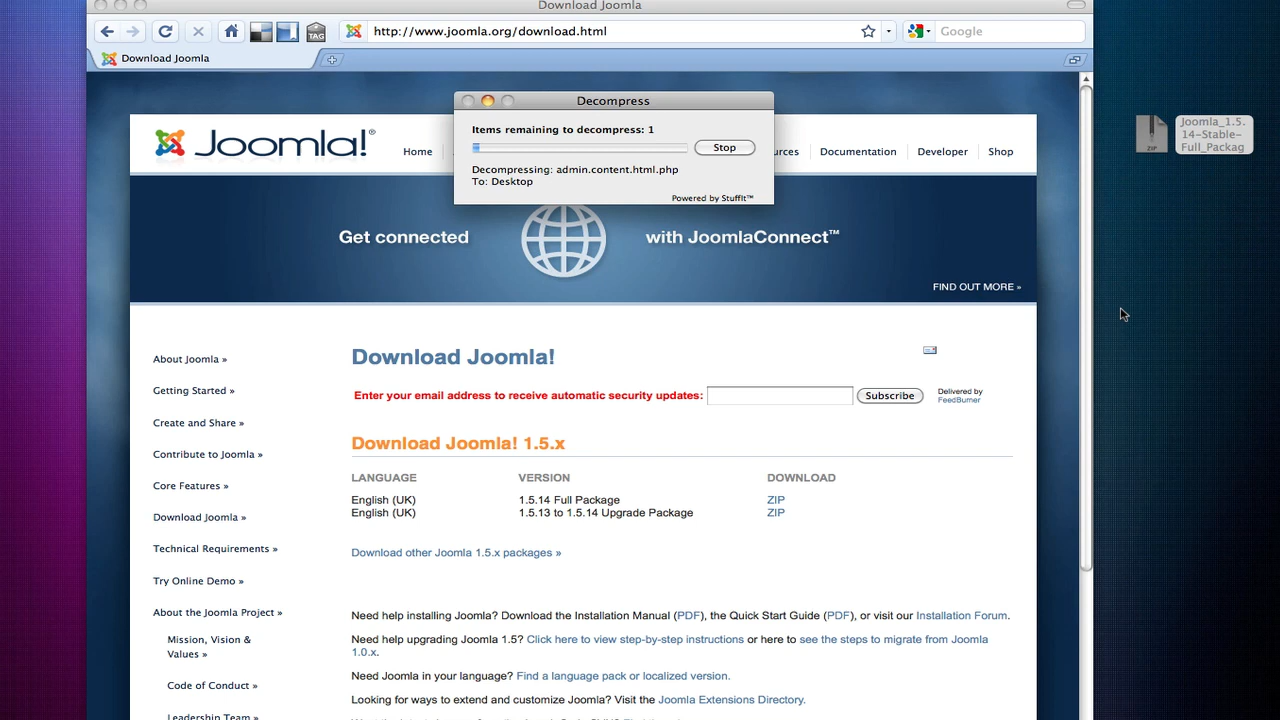 Download Joomla
http://www.joomla.org/download.html
Google
TAG
Download Joomla
Decompress
Items remaining to decompress: 1
Stop
Decompressing: admin.content.html.php
To: Desktop
Powered by StuffIt™
ZIP
Joomla_1.5.
14-Stable-
Full_Packag
Joomla!®
Home
Documentation
Developer
Shop
Get connected
with JoomlaConnect™
FIND OUT MORE »
About Joomla »
Getting Started »
Create and Share »
Contribute to Joomla »
Core Features »
Download Joomla »
Technical Requirements »
Try Online Demo »
About the Joomla Project »
Mission, Vision &
Values »
Code of Conduct »
Leadership Team »
Download Joomla!
Enter your email address to receive automatic security updates:
Subscribe
Delivered by
FeedBurner
Download Joomla! 1.5.x
LANGUAGE VERSION DOWNLOAD
English (UK) 1.5.14 Full Package ZIP
English (UK) 1.5.13 to 1.5.14 Upgrade Package ZIP
Download other Joomla 1.5.x packages »
Need help installing Joomla? Download the Installation Manual (PDF), the Quick Start Guide (PDF), or visit our Installation Forum.
Need help upgrading Joomla 1.5? Click here to view step-by-step instructions or here to see the steps to migrate from Joomla
1.0.x.
Need Joomla in your language? Find a language pack or localized version.
Looking for ways to extend and customize Joomla? Visit the Joomla Extensions Directory.